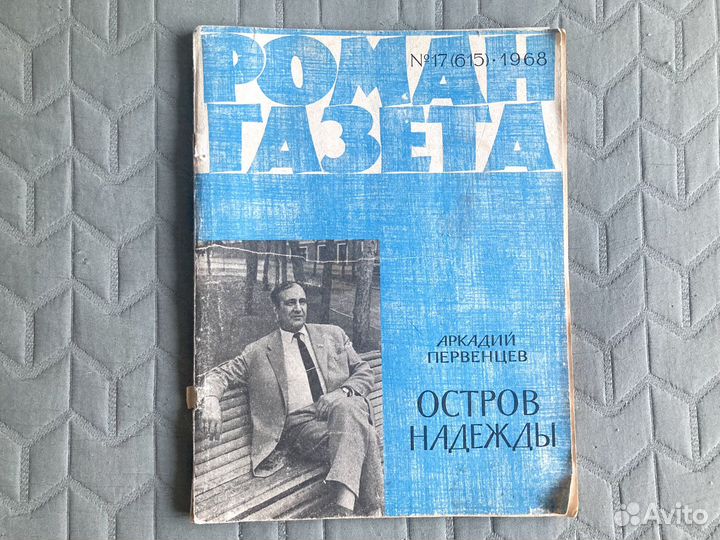 РОМАН
№17(615)·1968
ГАЗЕТА
АРКАДИЙ
ПЕРВЕНЦЕВ
ОСТРОВ
НАДЕЖДЫ
Avito